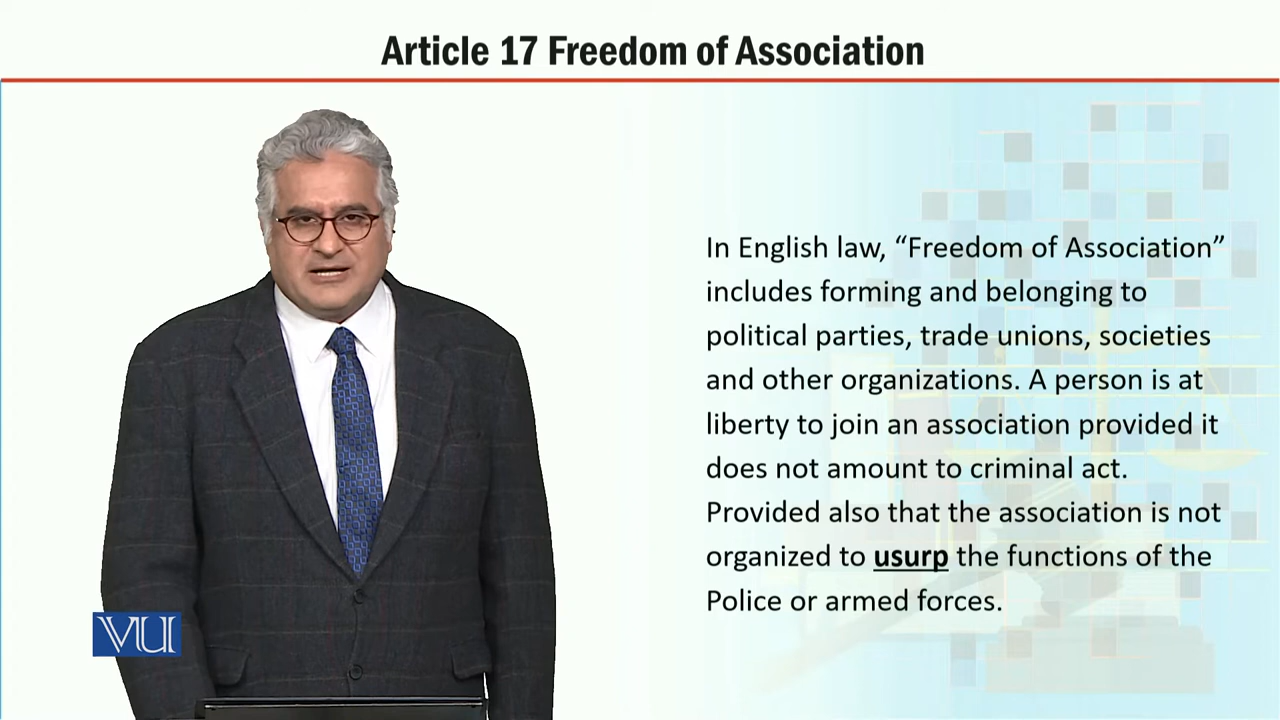 Article 17 Freedom of Association
In English law, “Freedom of Association”
includes forming and belonging to
political parties, trade unions, societies
and other organizations. A person is at
liberty to join an association provided it
does not amount to criminal act.
Provided also that the association is not
organized to usurp the functions of the
Police or armed forces.
VU